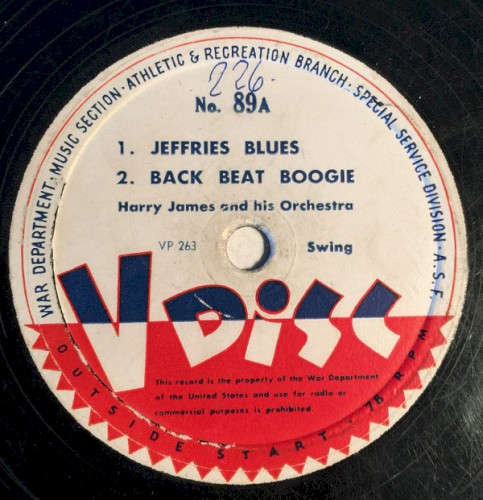 WAR DEPARTMENT · MUSIC SECTION · ATHLETIC & RECREATION BRANCH · SPECIAL SERVICE DIVISION · A.S.F.
226
No. 89A
1. JEFFRIES BLUES
2. BACK BEAT BOOGIE
Harry James and his Orchestra
VP 263 Swing
V DiSC
This record is the property of the War Department
of the United States and use for radio or
commercial purposes is prohibited.
OUTSIDE START · 78 RPM